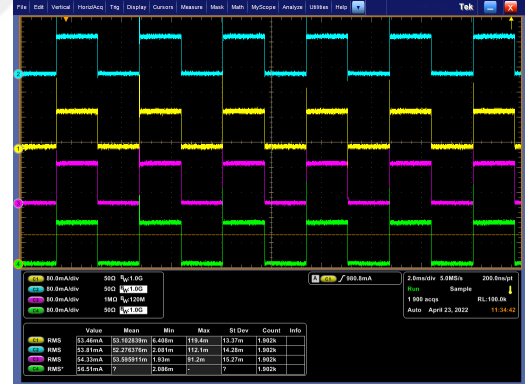 File Edit Vertical Horiz/Acq Trig Display Cursors Measure Mask Math MyScope Analyze Utilities Help Tek X
2
1
3
4
C1 80.0mA/div 50Ω BW:1.0G
C2 80.0mA/div 50Ω BW:1.0G
C3 80.0mA/div 1MΩ BW:120M
C4 80.0mA/div 50Ω BW:1.0G
A C1 980.8mA
2.0ms/div 5.0MS/s 200.0ns/pt
Run Sample
1 900 acqs RL:100.0k
Auto April 23, 2022 11:34:42
Value Mean Min Max St Dev Count Info
C1 RMS 53.46mA 53.102839m 6.408m 119.4m 13.37m 1.902k
C2 RMS 53.81mA 52.276376m 2.081m 112.1m 14.28m 1.902k
C3 RMS 54.33mA 53.595911m 1.93m 91.2m 15.27m 1.902k
C4 RMS* 56.51mA ? 2.086m - ? 1.902k